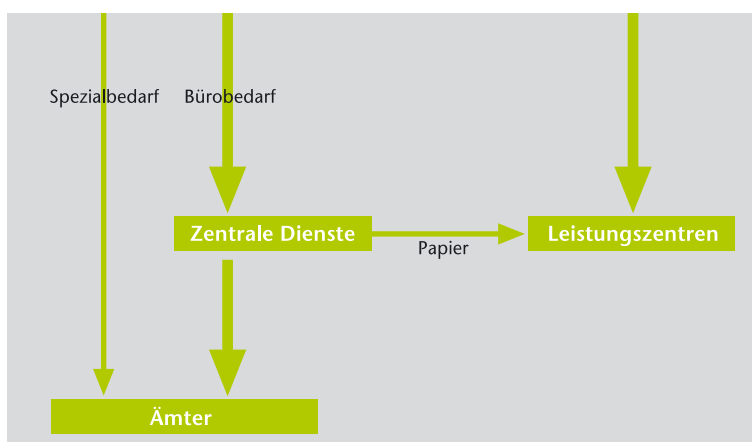 Spezialbedarf
Bürobedarf
Zentrale Dienste
Papier
Leistungszentren
Ämter